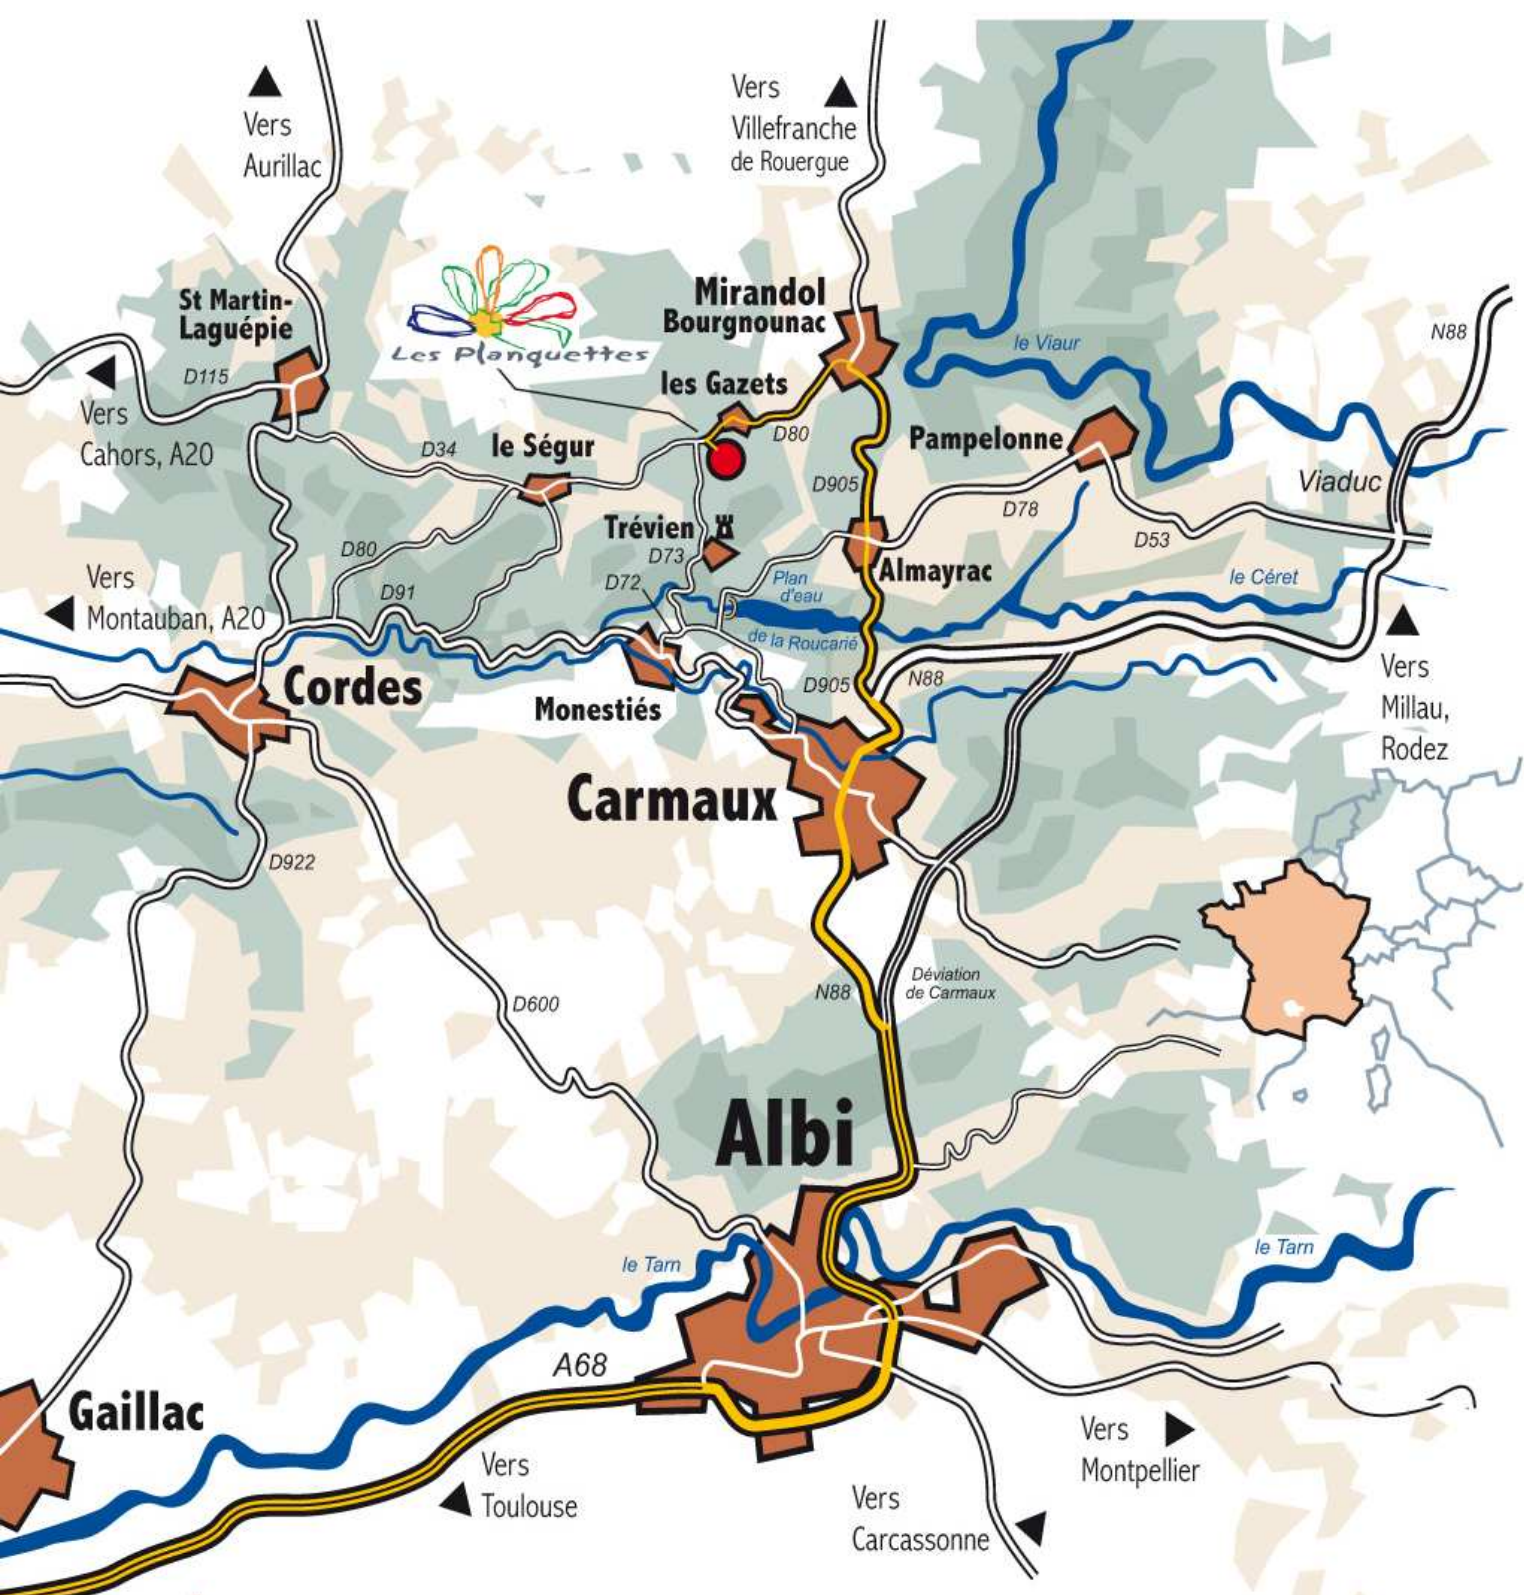 Vers
Aurillac
Vers
Villefranche
de Rouergue
St Martin-
Laguépie
Les Planquettes
Mirandol
Bourgnounac
le Viaur
N88
D115
Vers
Cahors, A20
les Gazets
D80
Pampelonne
D34
le Ségur
D905
Viaduc
D78
D53
Trévien
D73
D80
D72
Almayrac
Plan
d'eau
de la Roucarié
le Céret
D91
Vers
Montauban, A20
Cordes
Monestiés
D905
N88
Vers
Millau,
Rodez
Carmaux
D922
D600
N88
Déviation
de Carmaux
Albi
le Tarn
le Tarn
A68
Gaillac
Vers
Toulouse
Vers
Montpellier
Vers
Carcassonne